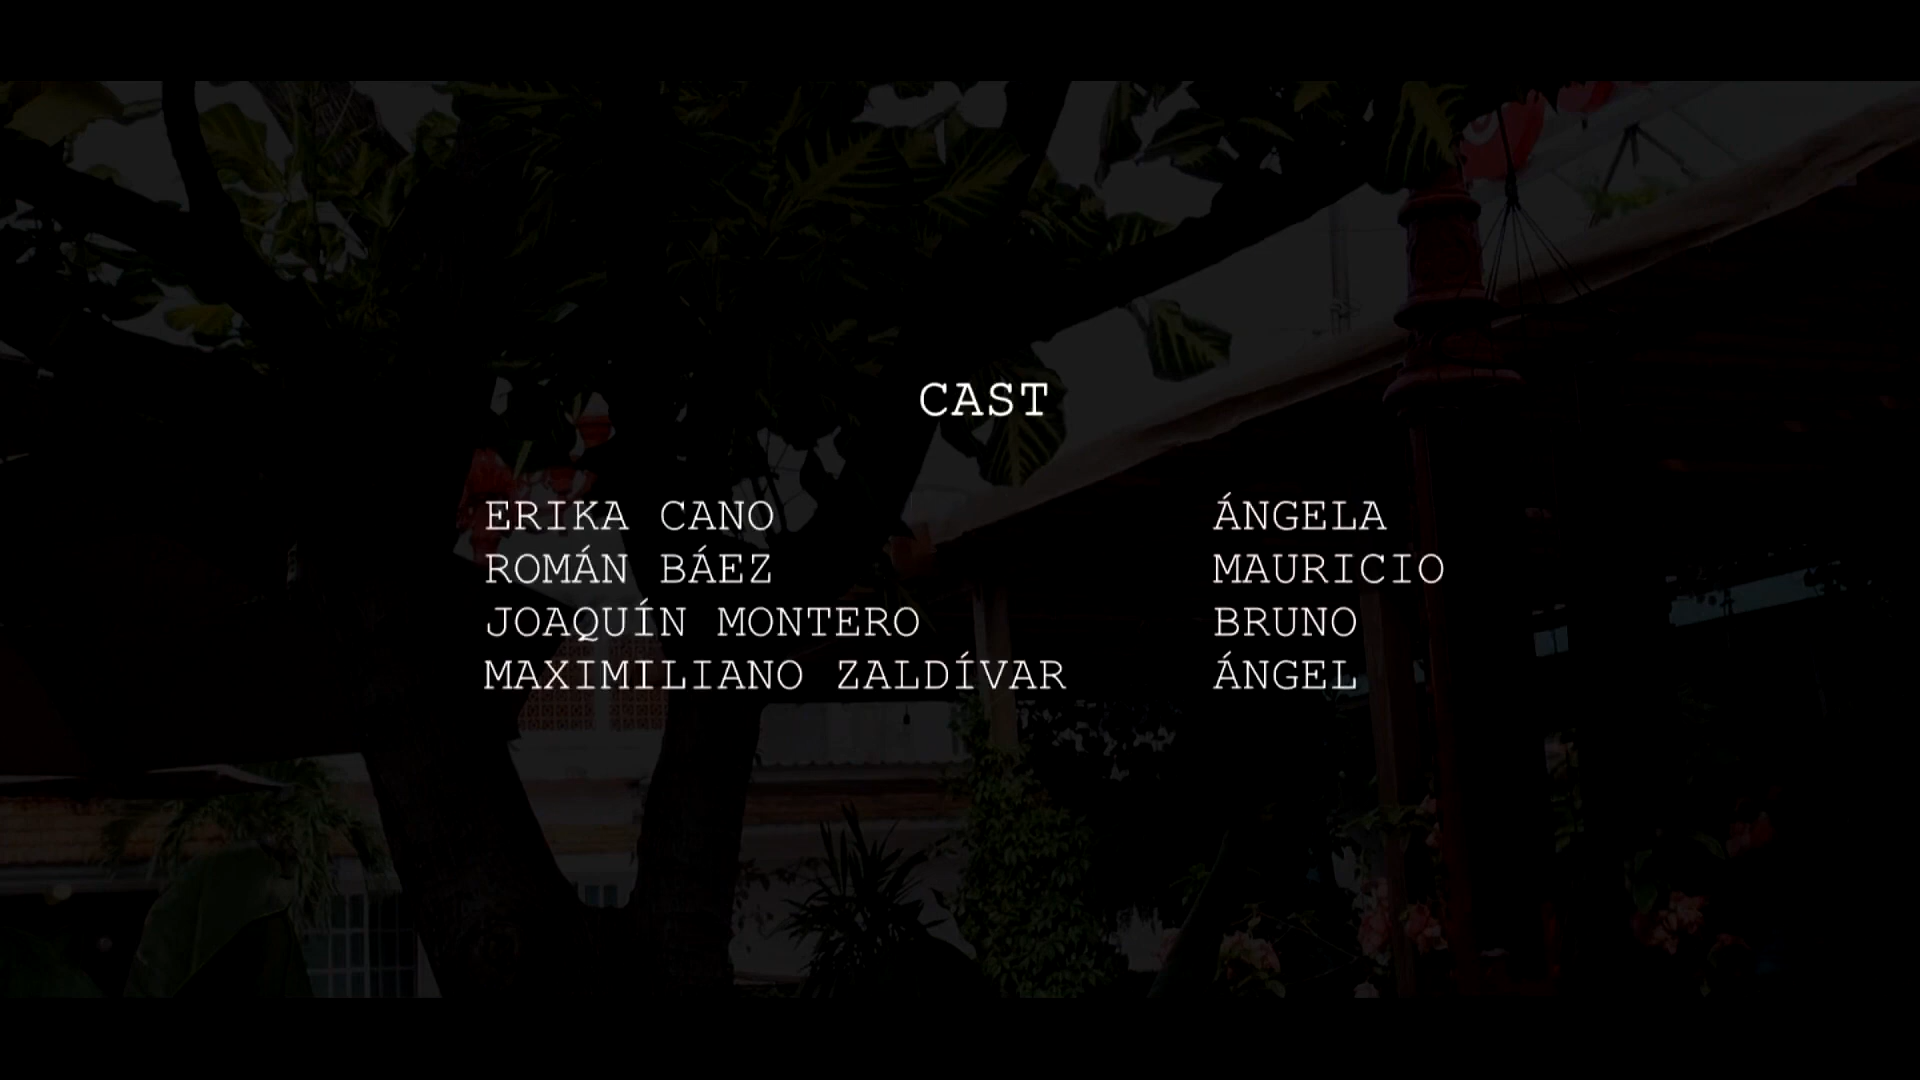 CAST
ERIKA CANO ÁNGELA
ROMÁN BÁEZ MAURICIO
JOAQUÍN MONTERO BRUNO
MAXIMILIANO ZALDÍVAR ÁNGEL